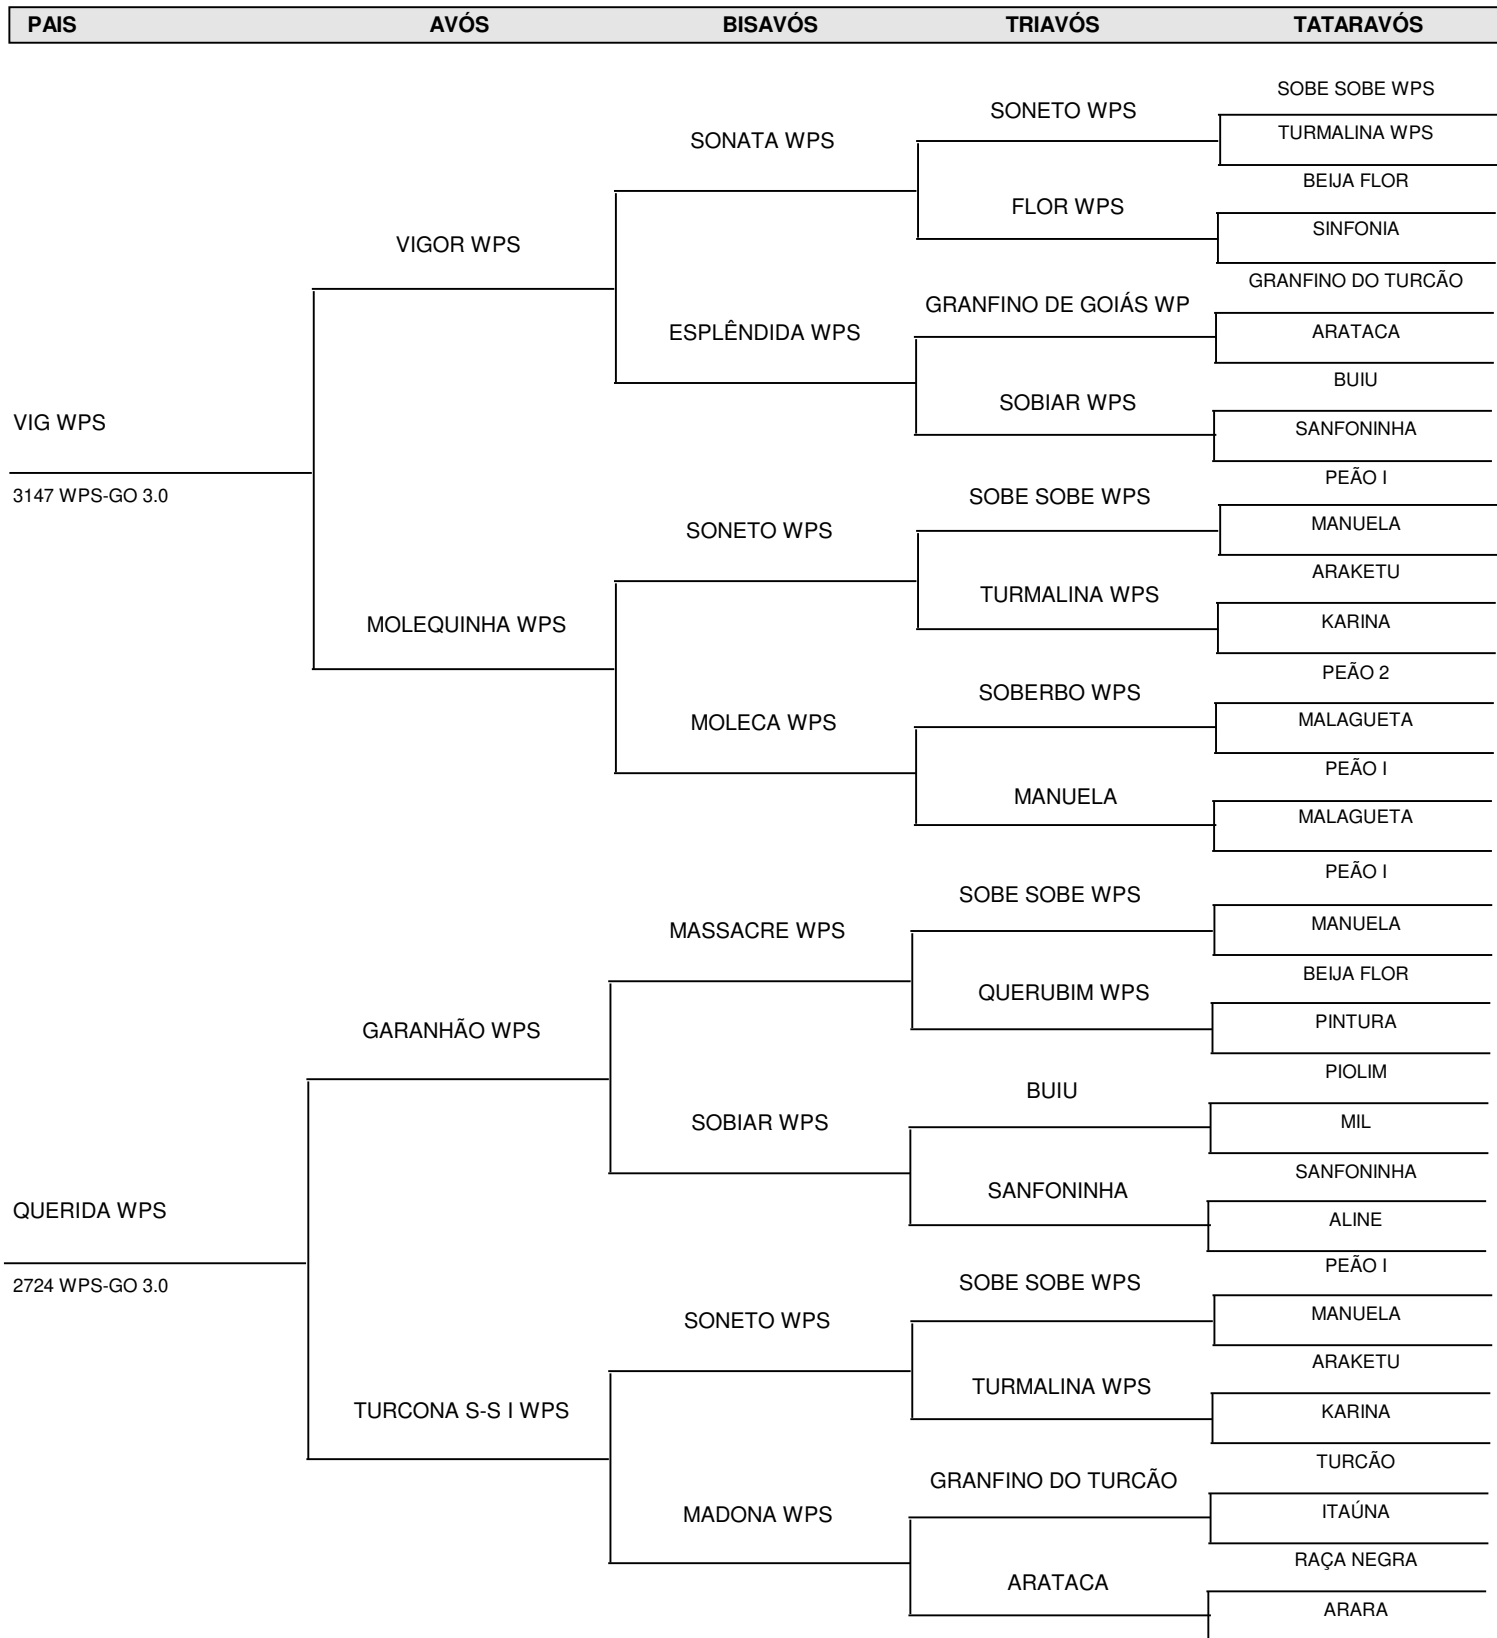 PAIS AVÓS BISAVÓS TRIAVÓS TATARAVÓS
SOBE SOBE WPS
SONETO WPS
TURMALINA WPS
SONATA WPS
BEIJA FLOR
FLOR WPS
SINFONIA
VIGOR WPS
GRANFINO DO TURCÃO
GRANFINO DE GOIÁS WP
ESPLÊNDIDA WPS
ARATACA
BUIU
SOBIAR WPS
VIG WPS
SANFONINHA
PEÃO I
3147 WPS-GO 3.0
SOBE SOBE WPS
MANUELA
SONETO WPS
ARAKETU
TURMALINA WPS
KARINA
MOLEQUINHA WPS
PEÃO 2
SOBERBO WPS
MALAGUETA
MOLECA WPS
PEÃO I
MANUELA
MALAGUETA
PEÃO I
SOBE SOBE WPS
MANUELA
MASSACRE WPS
BEIJA FLOR
QUERUBIM WPS
PINTURA
GARANHÃO WPS
PIOLIM
BUIU
MIL
SOBIAR WPS
SANFONINHA
SANFONINHA
QUERIDA WPS
ALINE
PEÃO I
2724 WPS-GO 3.0
SOBE SOBE WPS
MANUELA
SONETO WPS
ARAKETU
TURMALINA WPS
KARINA
TURCONA S-S I WPS
TURCÃO
GRANFINO DO TURCÃO
ITAÚNA
MADONA WPS
RAÇA NEGRA
ARATACA
ARARA